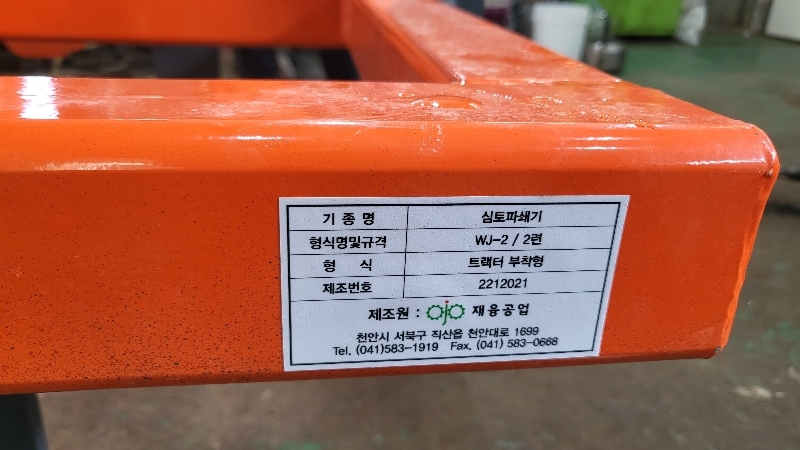 기 종 명 심토파쇄기
형식명및규격 WJ-2 / 2련
형 식 트랙터 부착형
제조번호 2212021
제조원 : ojo 재융공업
천안시 서북구 직산읍 천안대로 1699
Tel. (041)583-1919 Fax. (041) 583-0668